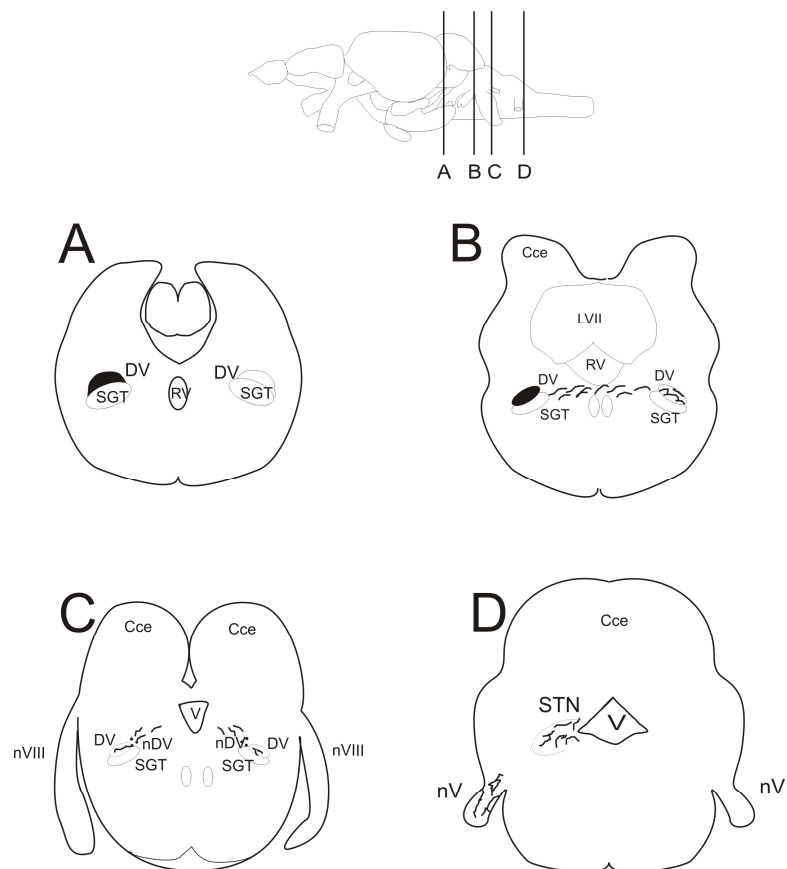 A B C D
A
DV DV
SGT RV SGT
B
Cce
LVII
RV
DV DV
SGT SGT
C
Cce Cce
V
DV nDV nDV DV
nVIII nVIII
SGT SGT
D
Cce
STN
V
nV nV